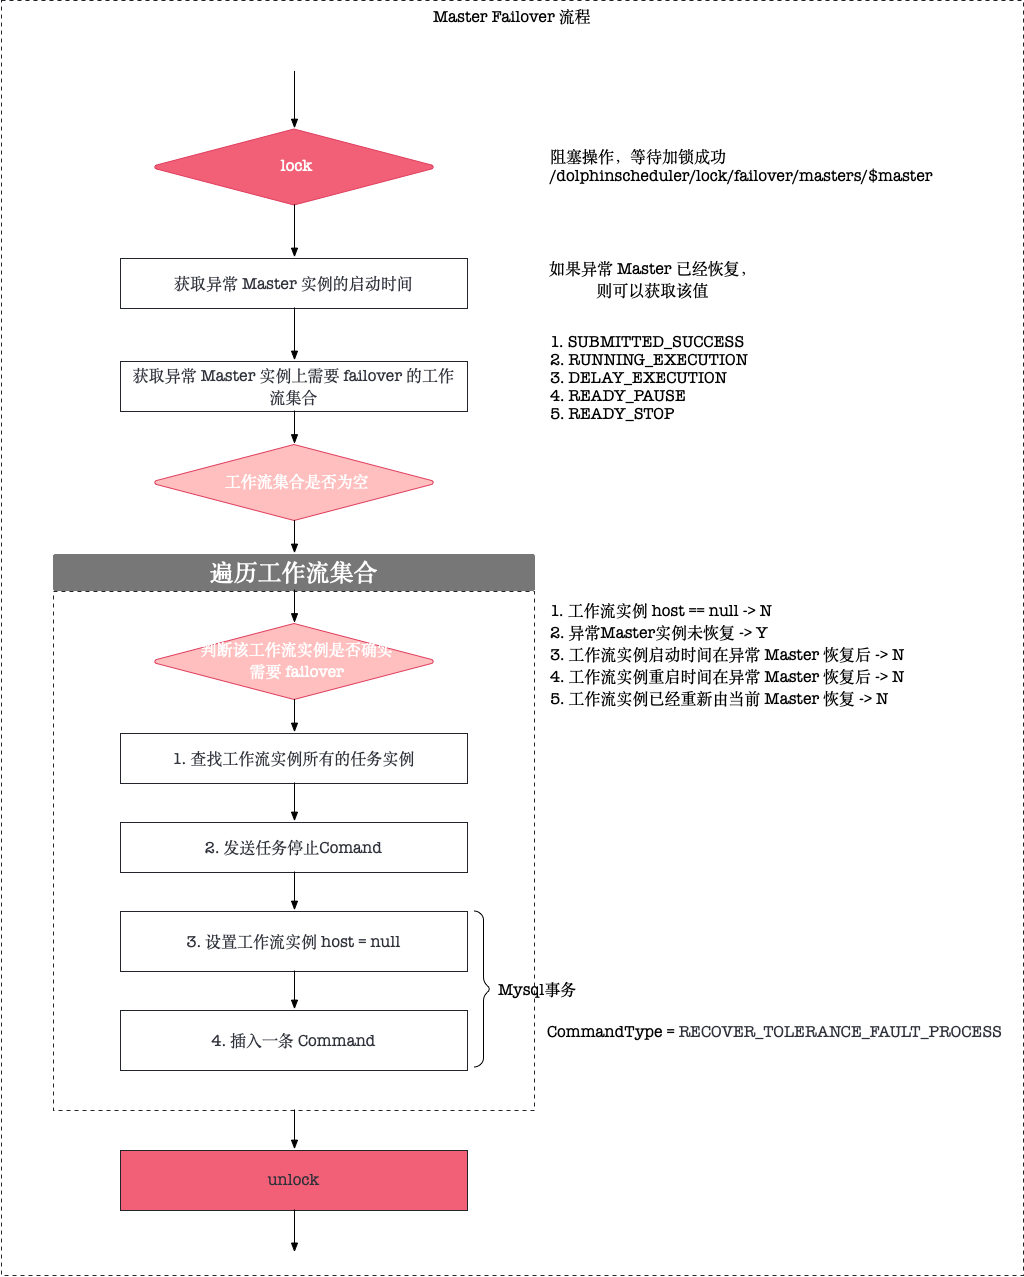 Master Failover 流程
lock
阻塞操作，等待加锁成功
/dolphinscheduler/lock/failover/masters/$master
获取异常 Master 实例的启动时间
如果异常 Master 已经恢复，
则可以获取该值
获取异常 Master 实例上需要 failover 的工作
流集合
1. SUBMITTED_SUCCESS
2. RUNNING_EXECUTION
3. DELAY_EXECUTION
4. READY_PAUSE
5. READY_STOP
工作流集合是否为空
遍历工作流集合
判断该工作流实例是否确实
需要 failover
1. 工作流实例 host == null -> N
2. 异常Master实例未恢复 -> Y
3. 工作流实例启动时间在异常 Master 恢复后 -> N
4. 工作流实例重启时间在异常 Master 恢复后 -> N
5. 工作流实例已经重新由当前 Master 恢复 -> N
1. 查找工作流实例所有的任务实例
2. 发送任务停止Comand
3. 设置工作流实例 host = null
Mysql事务
4. 插入一条 Command
CommandType = RECOVER_TOLERANCE_FAULT_PROCESS
unlock